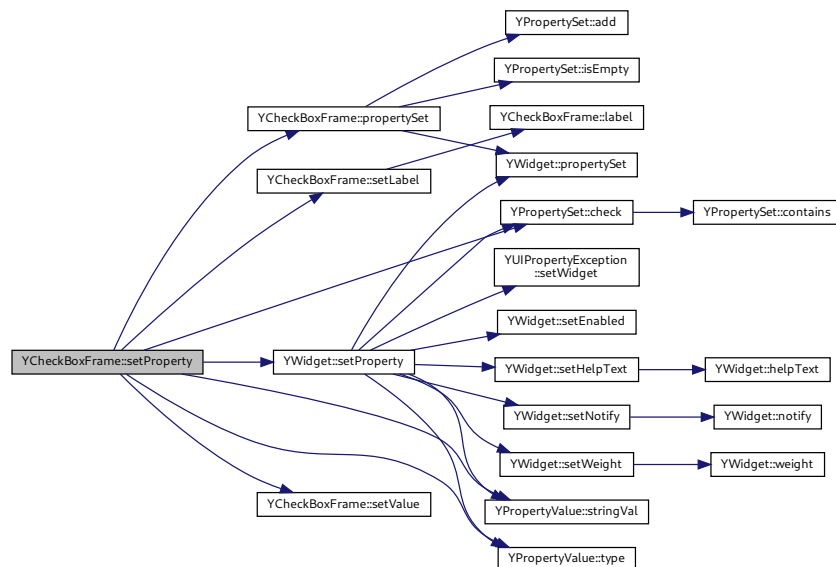 YPropertySet::add
YPropertySet::isEmpty
YCheckBoxFrame::propertySet
YCheckBoxFrame::label
YWidget::propertySet
YCheckBoxFrame::setLabel
YPropertySet::check
YPropertySet::contains
YUIPropertyException
::setWidget
YWidget::setEnabled
YCheckBoxFrame::setProperty
YWidget::setProperty
YWidget::setHelpText
YWidget::helpText
YWidget::setNotify
YWidget::notify
YWidget::setWeight
YWidget::weight
YCheckBoxFrame::setValue
YPropertyValue::stringVal
YPropertyValue::type